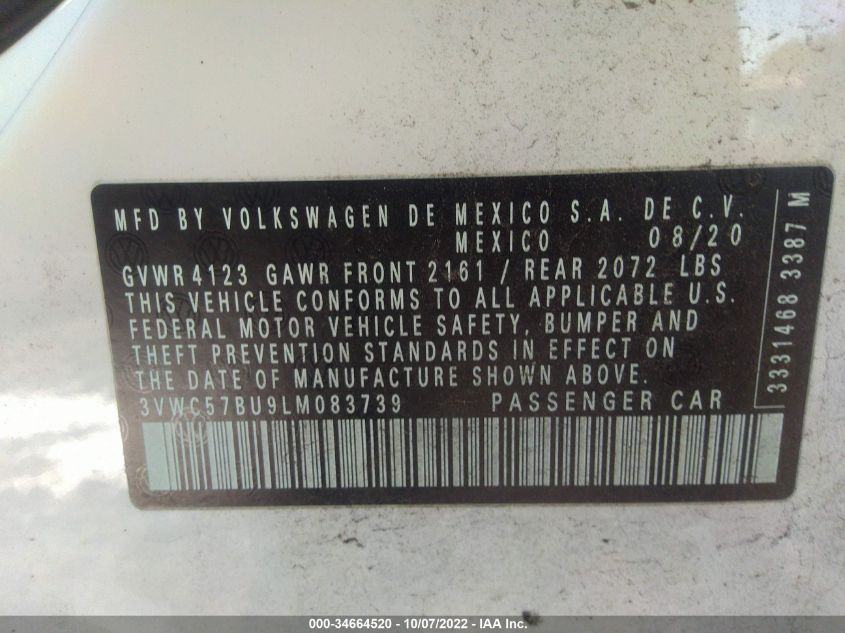 MFD BY VOLKSWAGEN DE MEXICO S.A. DE C.V.
MEXICO 08/20
GVWR 4123 GAWR FRONT 2161 / REAR 2072 LBS
THIS VEHICLE CONFORMS TO ALL APPLICABLE U.S.
FEDERAL MOTOR VEHICLE SAFETY, BUMPER AND
THEFT PREVENTION STANDARDS IN EFFECT ON
THE DATE OF MANUFACTURE SHOWN ABOVE.
3VWC57BU9LM083739 PASSENGER CAR
3331468 3387 M
000-34664520 - 10/07/2022 - IAA Inc.